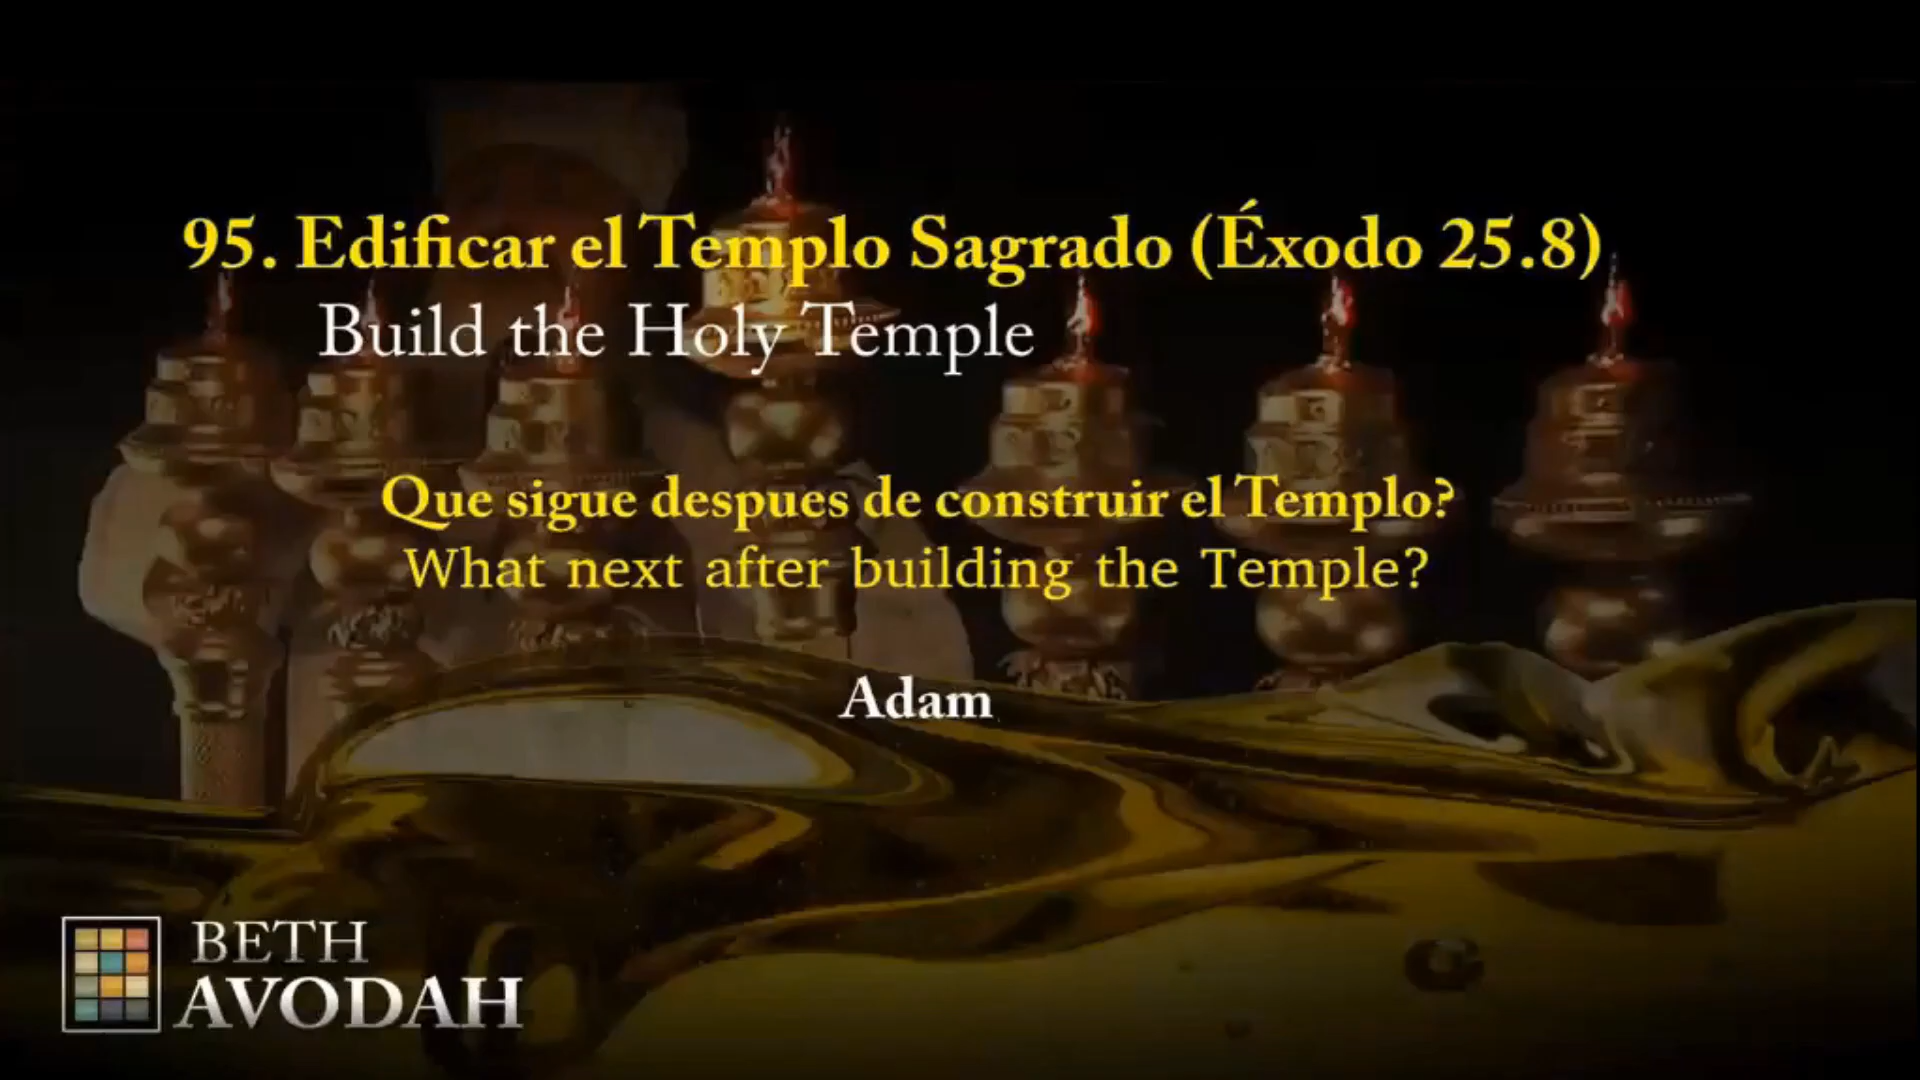 95. Edificar el Templo Sagrado (Éxodo 25.8)
Build the Holy Temple
Que sigue despues de construir el Templo?
What next after building the Temple?
Adam
BETH
AVODAH